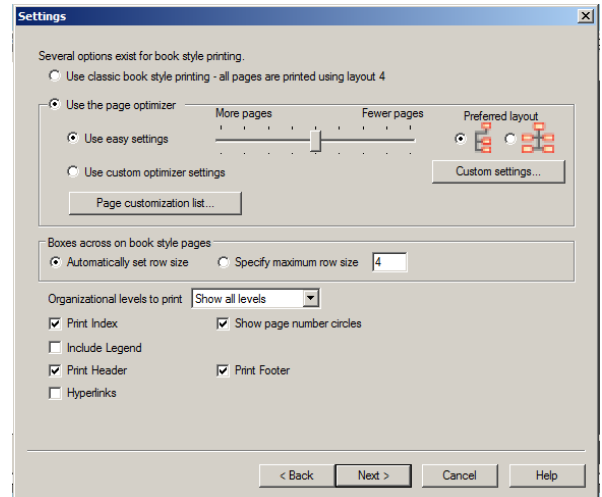 Settings
Several options exist for book style printing.
Use classic book style printing - all pages are printed using layout 4
Use the page optimizer
More pages Fewer pages Preferred layout
Use easy settings
Use custom optimizer settings Custom settings...
Page customization list...
Boxes across on book style pages
Automatically set row size Specify maximum row size 4
Organizational levels to print Show all levels
Print Index Show page number circles
Include Legend
Print Header Print Footer
Hyperlinks
< Back Next > Cancel Help